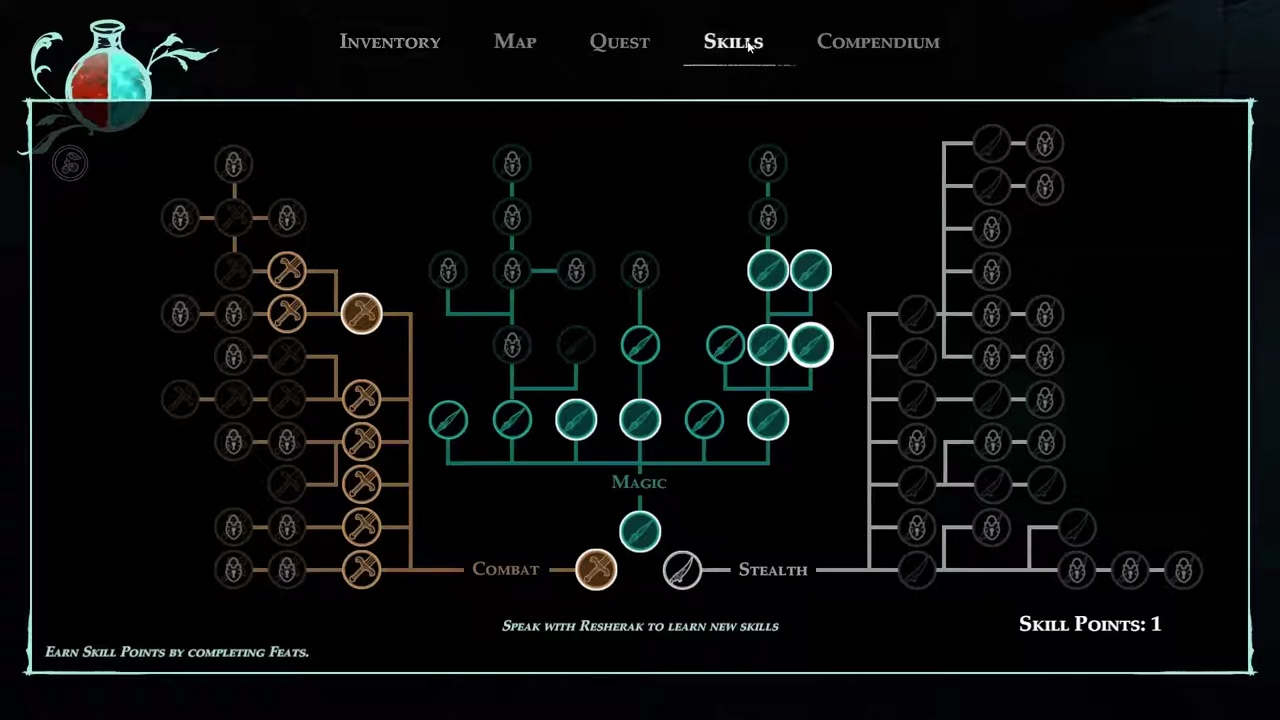 Inventory
Map
Quest
Skills
Compendium
Magic
Combat
Stealth
Speak with Resherak to learn new skills
Skill Points: 1
Earn Skill Points by completing Feats.